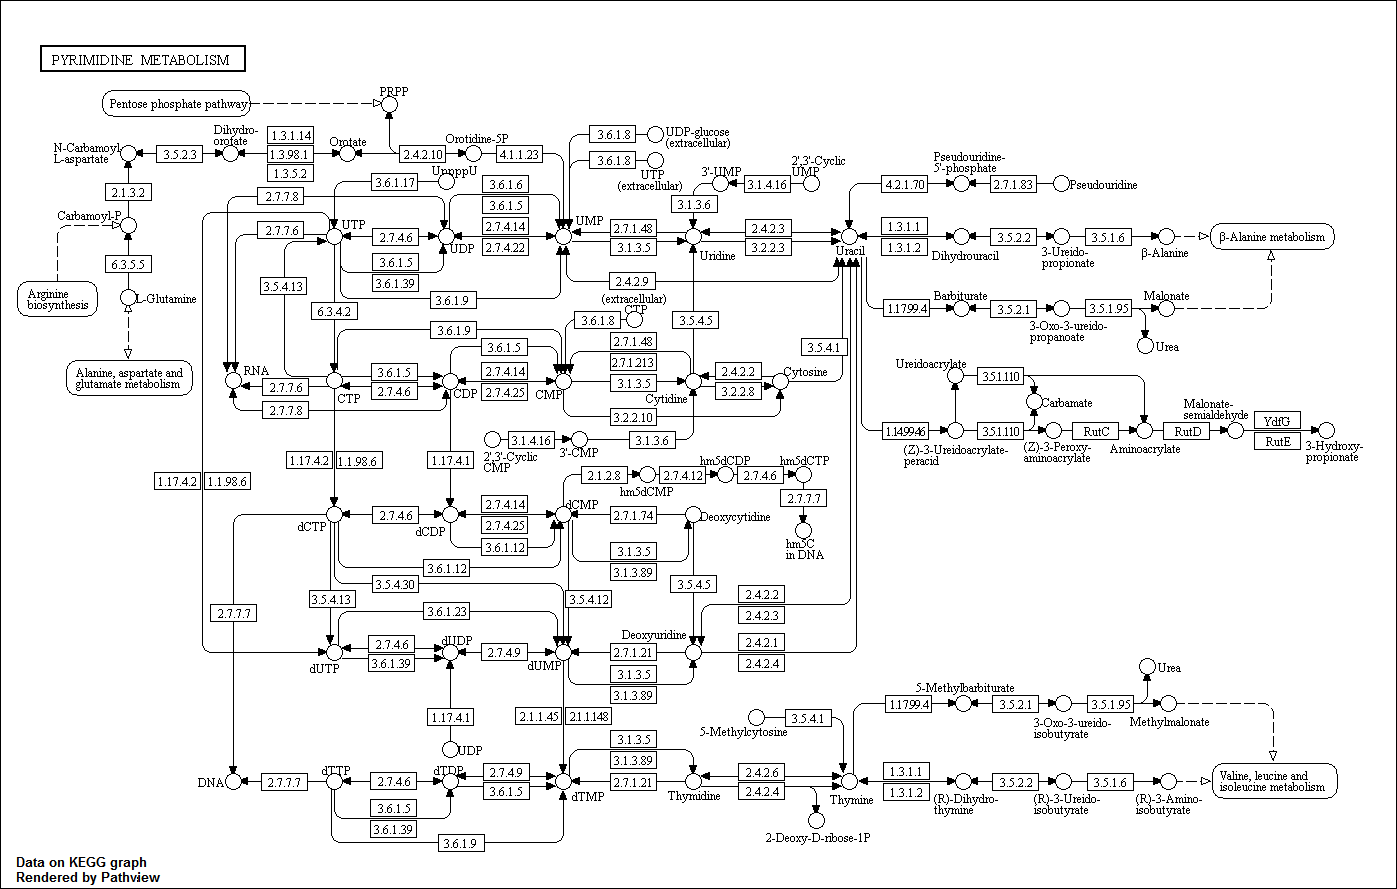 PYRIMIDINE METABOLISM
Pentose phosphate pathway
PRPP
N-Carbamoyl-
L-aspartate
3.5.2.3
Dihydro-
orotate
1.3.1.14
1.3.98.1
1.3.5.2
Orotate
2.4.2.10
Orotidine-5P
4.1.1.23
3.6.1.8
UDP-glucose
(extracellular)
3.6.1.8
UTP
(extracellular)
2.1.3.2
Carbamoyl-P
6.3.5.5
L-Glutamine
Arginine
biosynthesis
Alanine, aspartate and
glutamate metabolism
UppppU
3.6.1.17
2.7.7.8
2.7.7.6
UTP
2.7.4.6
UDP
3.6.1.5
3.6.1.39
3.6.1.6
3.6.1.5
2.7.4.14
2.7.4.22
UMP
3.6.1.9
3.5.4.13
6.3.4.2
3'-UMP
3.1.4.16
2',3'-Cyclic
UMP
3.1.3.6
2.7.1.48
3.1.3.5
Uridine
2.4.2.3
3.2.2.3
Uracil
2.4.2.9
4.2.1.70
Pseudouridine-
5'-phosphate
2.7.1.83
Pseudouridine
1.3.1.1
1.3.1.2
Dihydrouracil
3.5.2.2
3-Ureido-
propionate
3.5.1.6
β-Alanine
β-Alanine metabolism
1.1.99.4
Barbiturate
3.5.2.1
3-Oxo-3-ureido-
propanoate
3.5.1.95
Malonate
Urea
(extracellular)
CTP
3.6.1.8
3.5.4.5
3.5.4.1
3.6.1.9
RNA
2.7.7.6
2.7.7.8
CTP
3.6.1.5
2.7.4.6
CDP
3.6.1.5
2.7.4.14
2.7.4.25
CMP
2.7.1.48
2.7.1.213
3.1.3.5
Cytidine
2.4.2.2
3.2.2.8
Cytosine
3.2.2.10
2',3'-Cyclic
CMP
3.1.4.16
3'-CMP
3.1.3.6
Ureidoacrylate
3.5.1.110
Carbamate
1.14.99.46
(Z)-3-Ureidoacrylate-
peracid
3.5.1.110
(Z)-3-Peroxy-
aminoacrylate
RutC
Aminoacrylate
RutD
Malonate-
semialdehyde
YdfG
RutE
3-Hydroxy-
propionate
1.17.4.2
1.1.98.6
1.17.4.2
1.1.98.6
1.17.4.1
2.1.2.8
hm5dCMP
2.7.4.12
hm5dCDP
2.7.4.6
hm5dCTP
2.7.7.7
hm5C
in DNA
dCTP
2.7.4.6
dCDP
2.7.4.14
2.7.4.25
3.6.1.12
dCMP
2.7.1.74
Deoxycytidine
3.1.3.5
3.1.3.89
3.6.1.12
3.5.4.30
3.5.4.13
3.5.4.12
3.5.4.5
2.7.7.7
3.6.1.23
dUTP
2.7.4.6
3.6.1.39
dUDP
2.7.4.9
dUMP
2.7.1.21
3.1.3.5
3.1.3.89
Deoxyuridine
2.4.2.2
2.4.2.3
2.4.2.1
2.4.2.4
1.17.4.1
UDP
2.1.1.45
2.1.1.148
5-Methylcytosine
3.5.4.1
1.1.99.4
5-Methylbarbiturate
3.5.2.1
3-Oxo-3-ureido-
isobutyrate
3.5.1.95
Urea
Methylmalonate
DNA
2.7.7.7
dTTP
2.7.4.6
3.6.1.5
3.6.1.39
dTDP
2.7.4.9
3.6.1.5
dTMP
3.6.1.9
3.1.3.5
3.1.3.89
2.7.1.21
Thymidine
2.4.2.6
2.4.2.4
2-Deoxy-D-ribose-1P
Thymine
1.3.1.1
1.3.1.2
(R)-Dihydro-
thymine
3.5.2.2
(R)-3-Ureido-
isobutyrate
3.5.1.6
(R)-3-Amino-
isobutyrate
Valine, leucine and
isoleucine metabolism
Data on KEGG graph
Rendered by Pathview